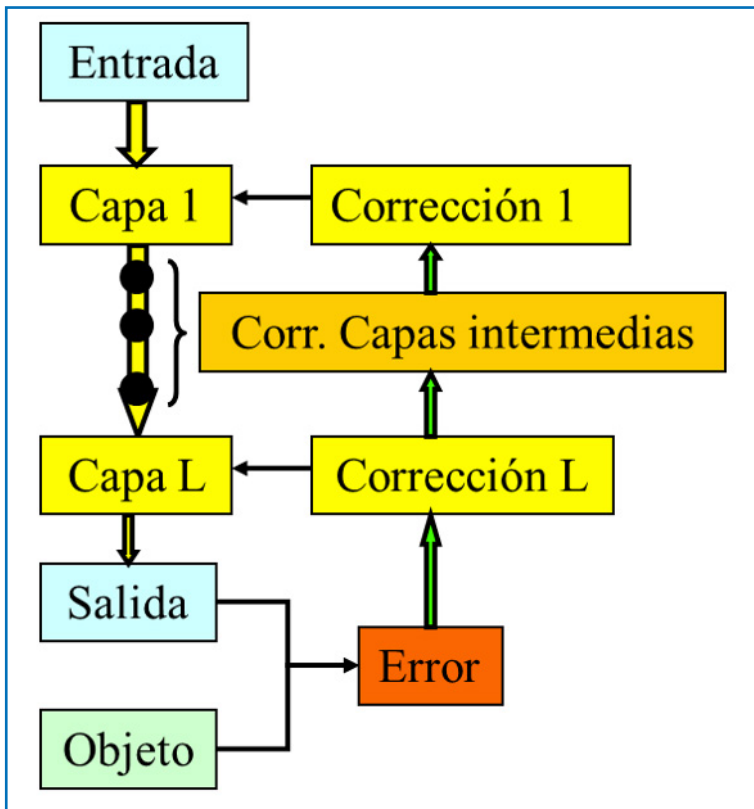 Entrada
Capa 1
Corrección 1
Corr. Capas intermedias
Capa L
Corrección L
Salida
Error
Objeto